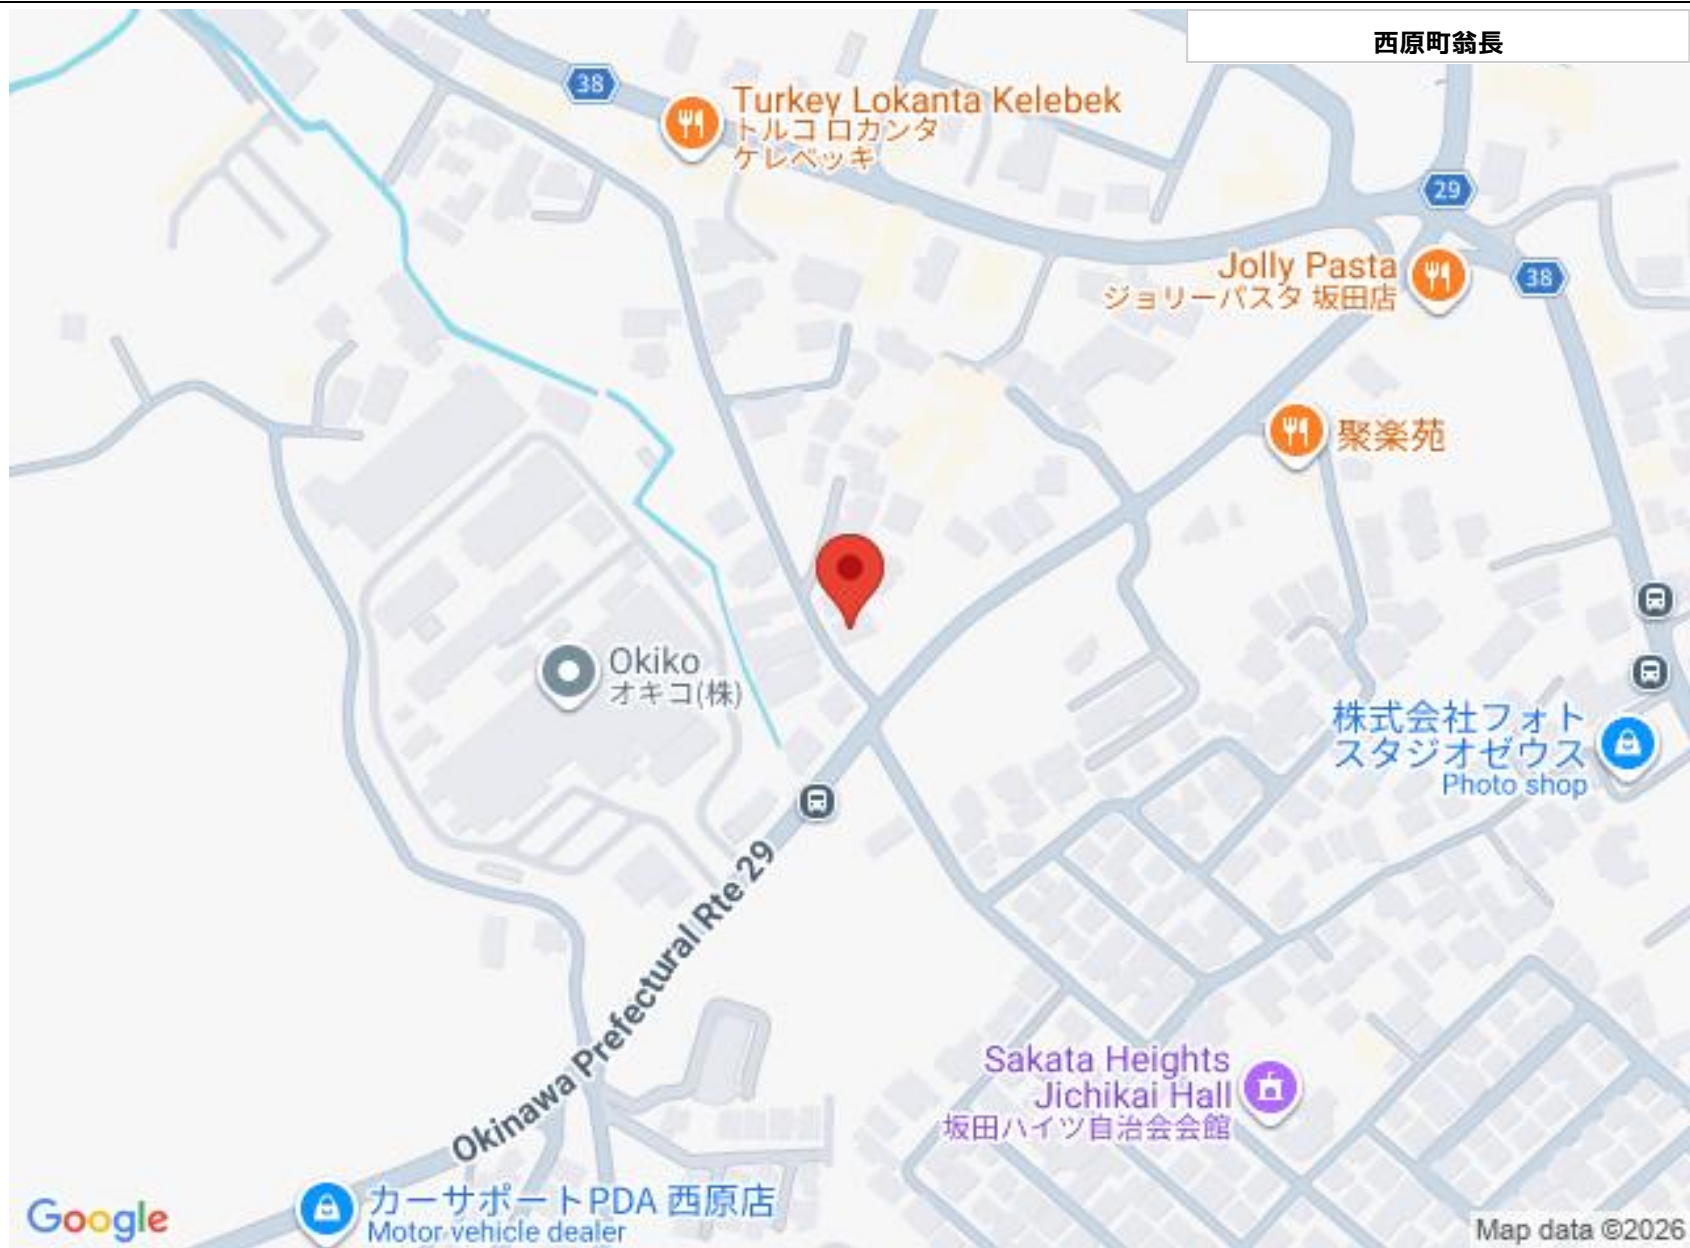 西原町翁長
38
Turkey Lokanta Kelebek
トルコ ロカンタ
ケレベッキ
29
Jolly Pasta
ジョリーパスタ 坂田店
38
聚楽苑
Okiko
オキコ(株)
株式会社フォト
スタジオゼウス
Photo shop
Okinawa Prefectural Rte 29
Sakata Heights
Jichikai Hall
坂田ハイツ自治会会館
カーサポートPDA 西原店
Motor vehicle dealer
Google
Map data ©2026